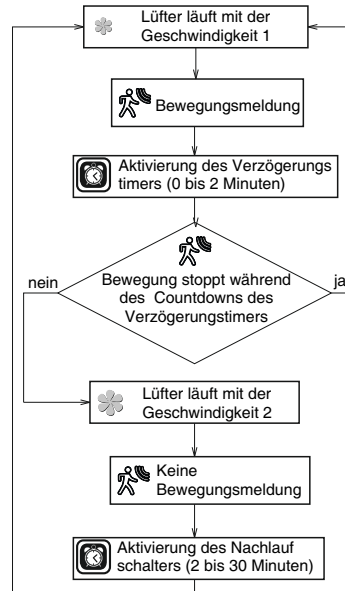 Lüfter läuft mit der
Geschwindigkeit 1
Bewegungsmeldung
Aktivierung des Verzögerungs
timers (0 bis 2 Minuten)
nein
ja
Bewegung stoppt während
des Countdowns des
Verzögerungstimers
Lüfter läuft mit der
Geschwindigkeit 2
Keine
Bewegungsmeldung
Aktivierung des Nachlauf
schalters (2 bis 30 Minuten)